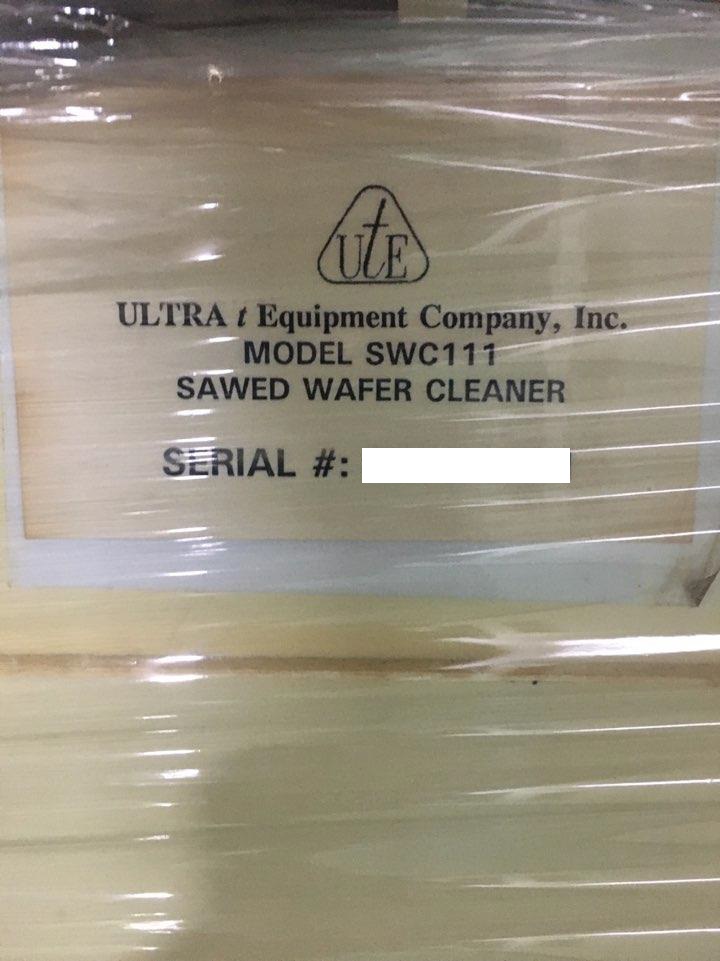 UtE
ULTRA t Equipment Company, Inc.
MODEL SWC111
SAWED WAFER CLEANER
SERIAL #: